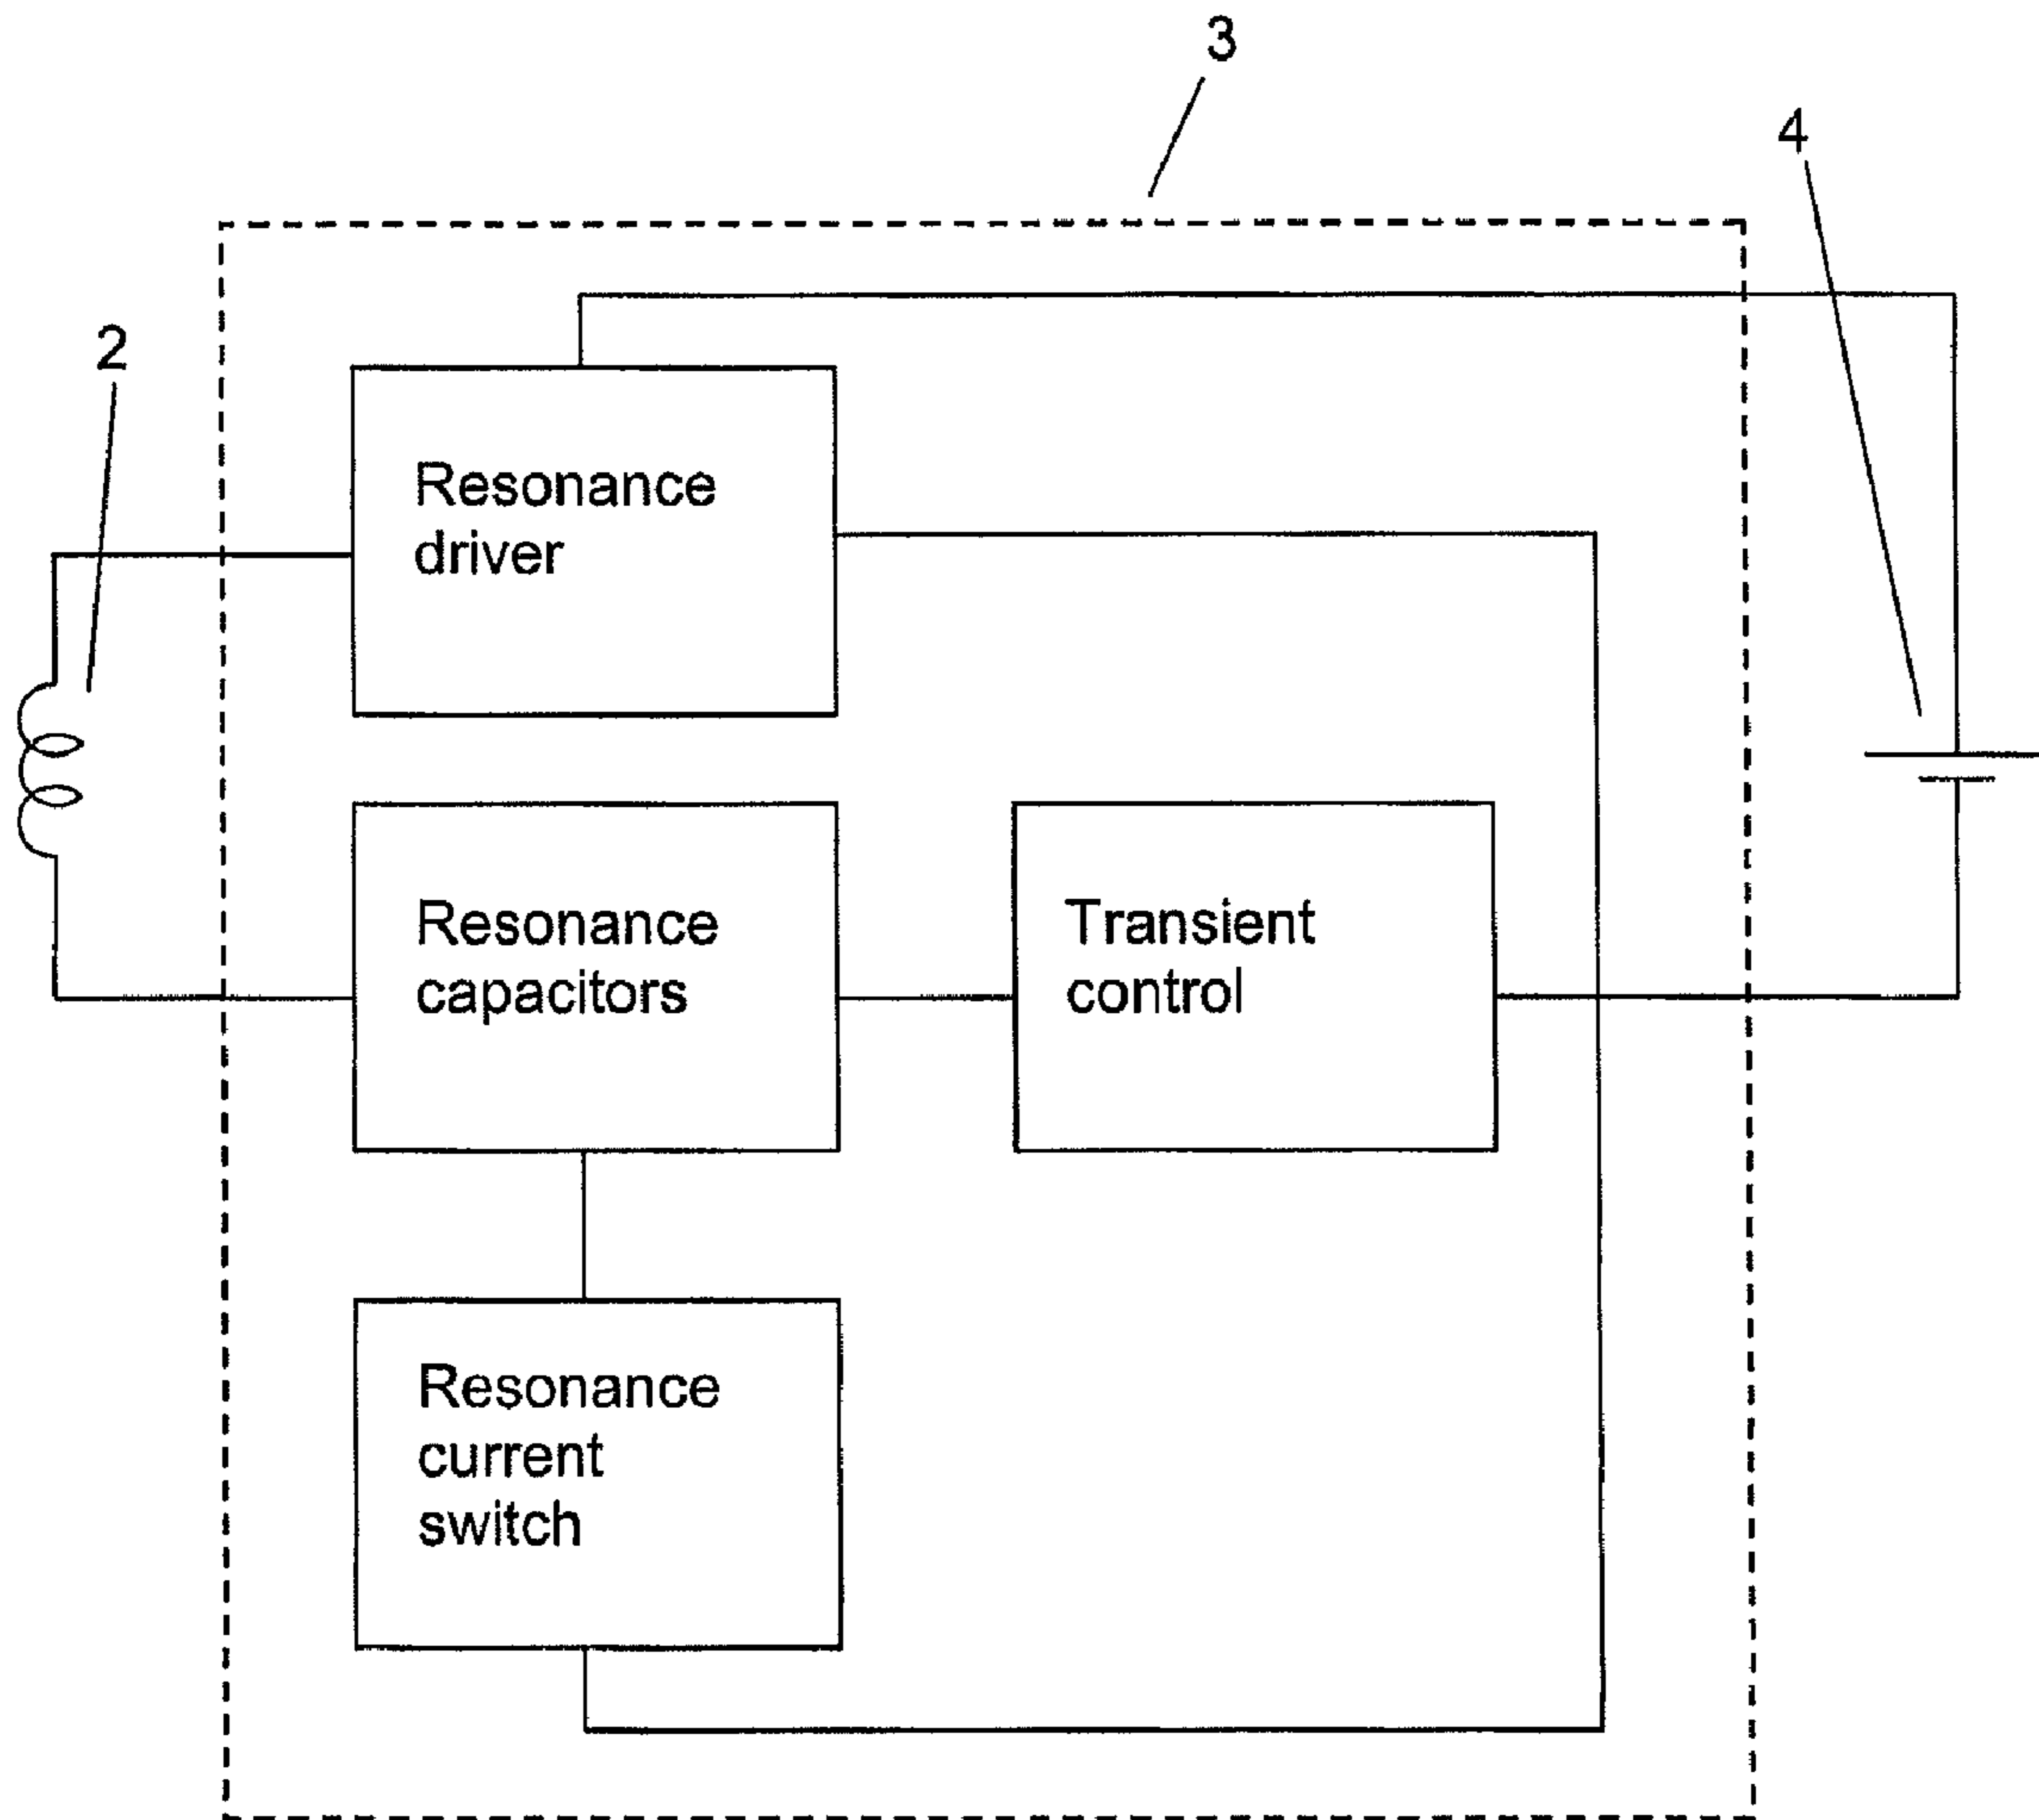 3
4
2
Resonance
driver
Resonance
capacitors
Transient
control
Resonance
current
switch